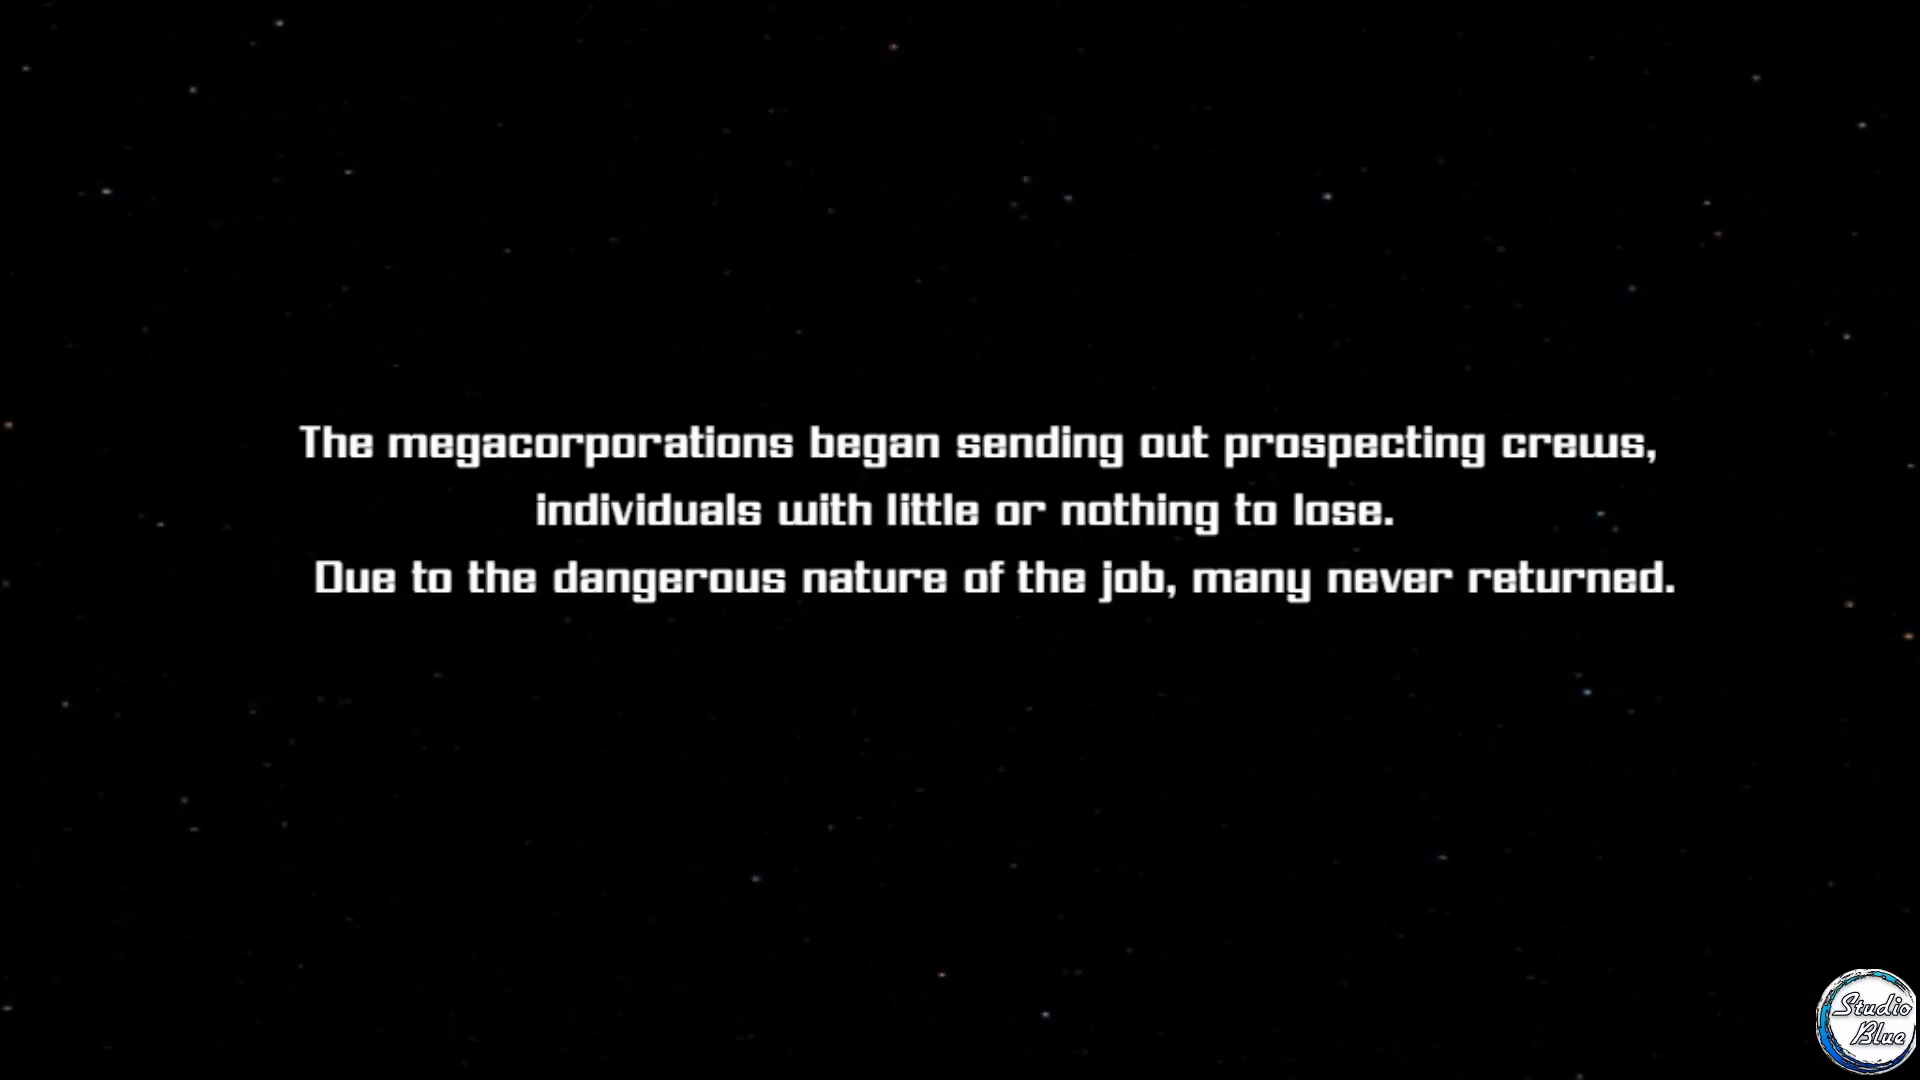 The megacorporations began sending out prospecting crews,
individuals with little or nothing to lose.
Due to the dangerous nature of the job, many never returned.
Studio
Blue